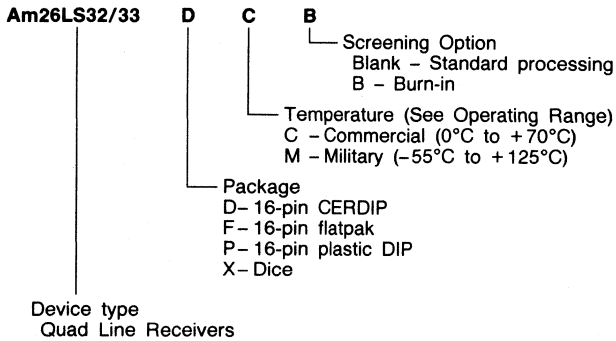 Am26LS32/33 D C B
Screening Option
Blank – Standard processing
B – Burn-in
Temperature (See Operating Range)
C – Commercial (0°C to +70°C)
M – Military (–55°C to +125°C)
Package
D– 16-pin CERDIP
F– 16-pin flatpak
P– 16-pin plastic DIP
X– Dice
Device type
Quad Line Receivers